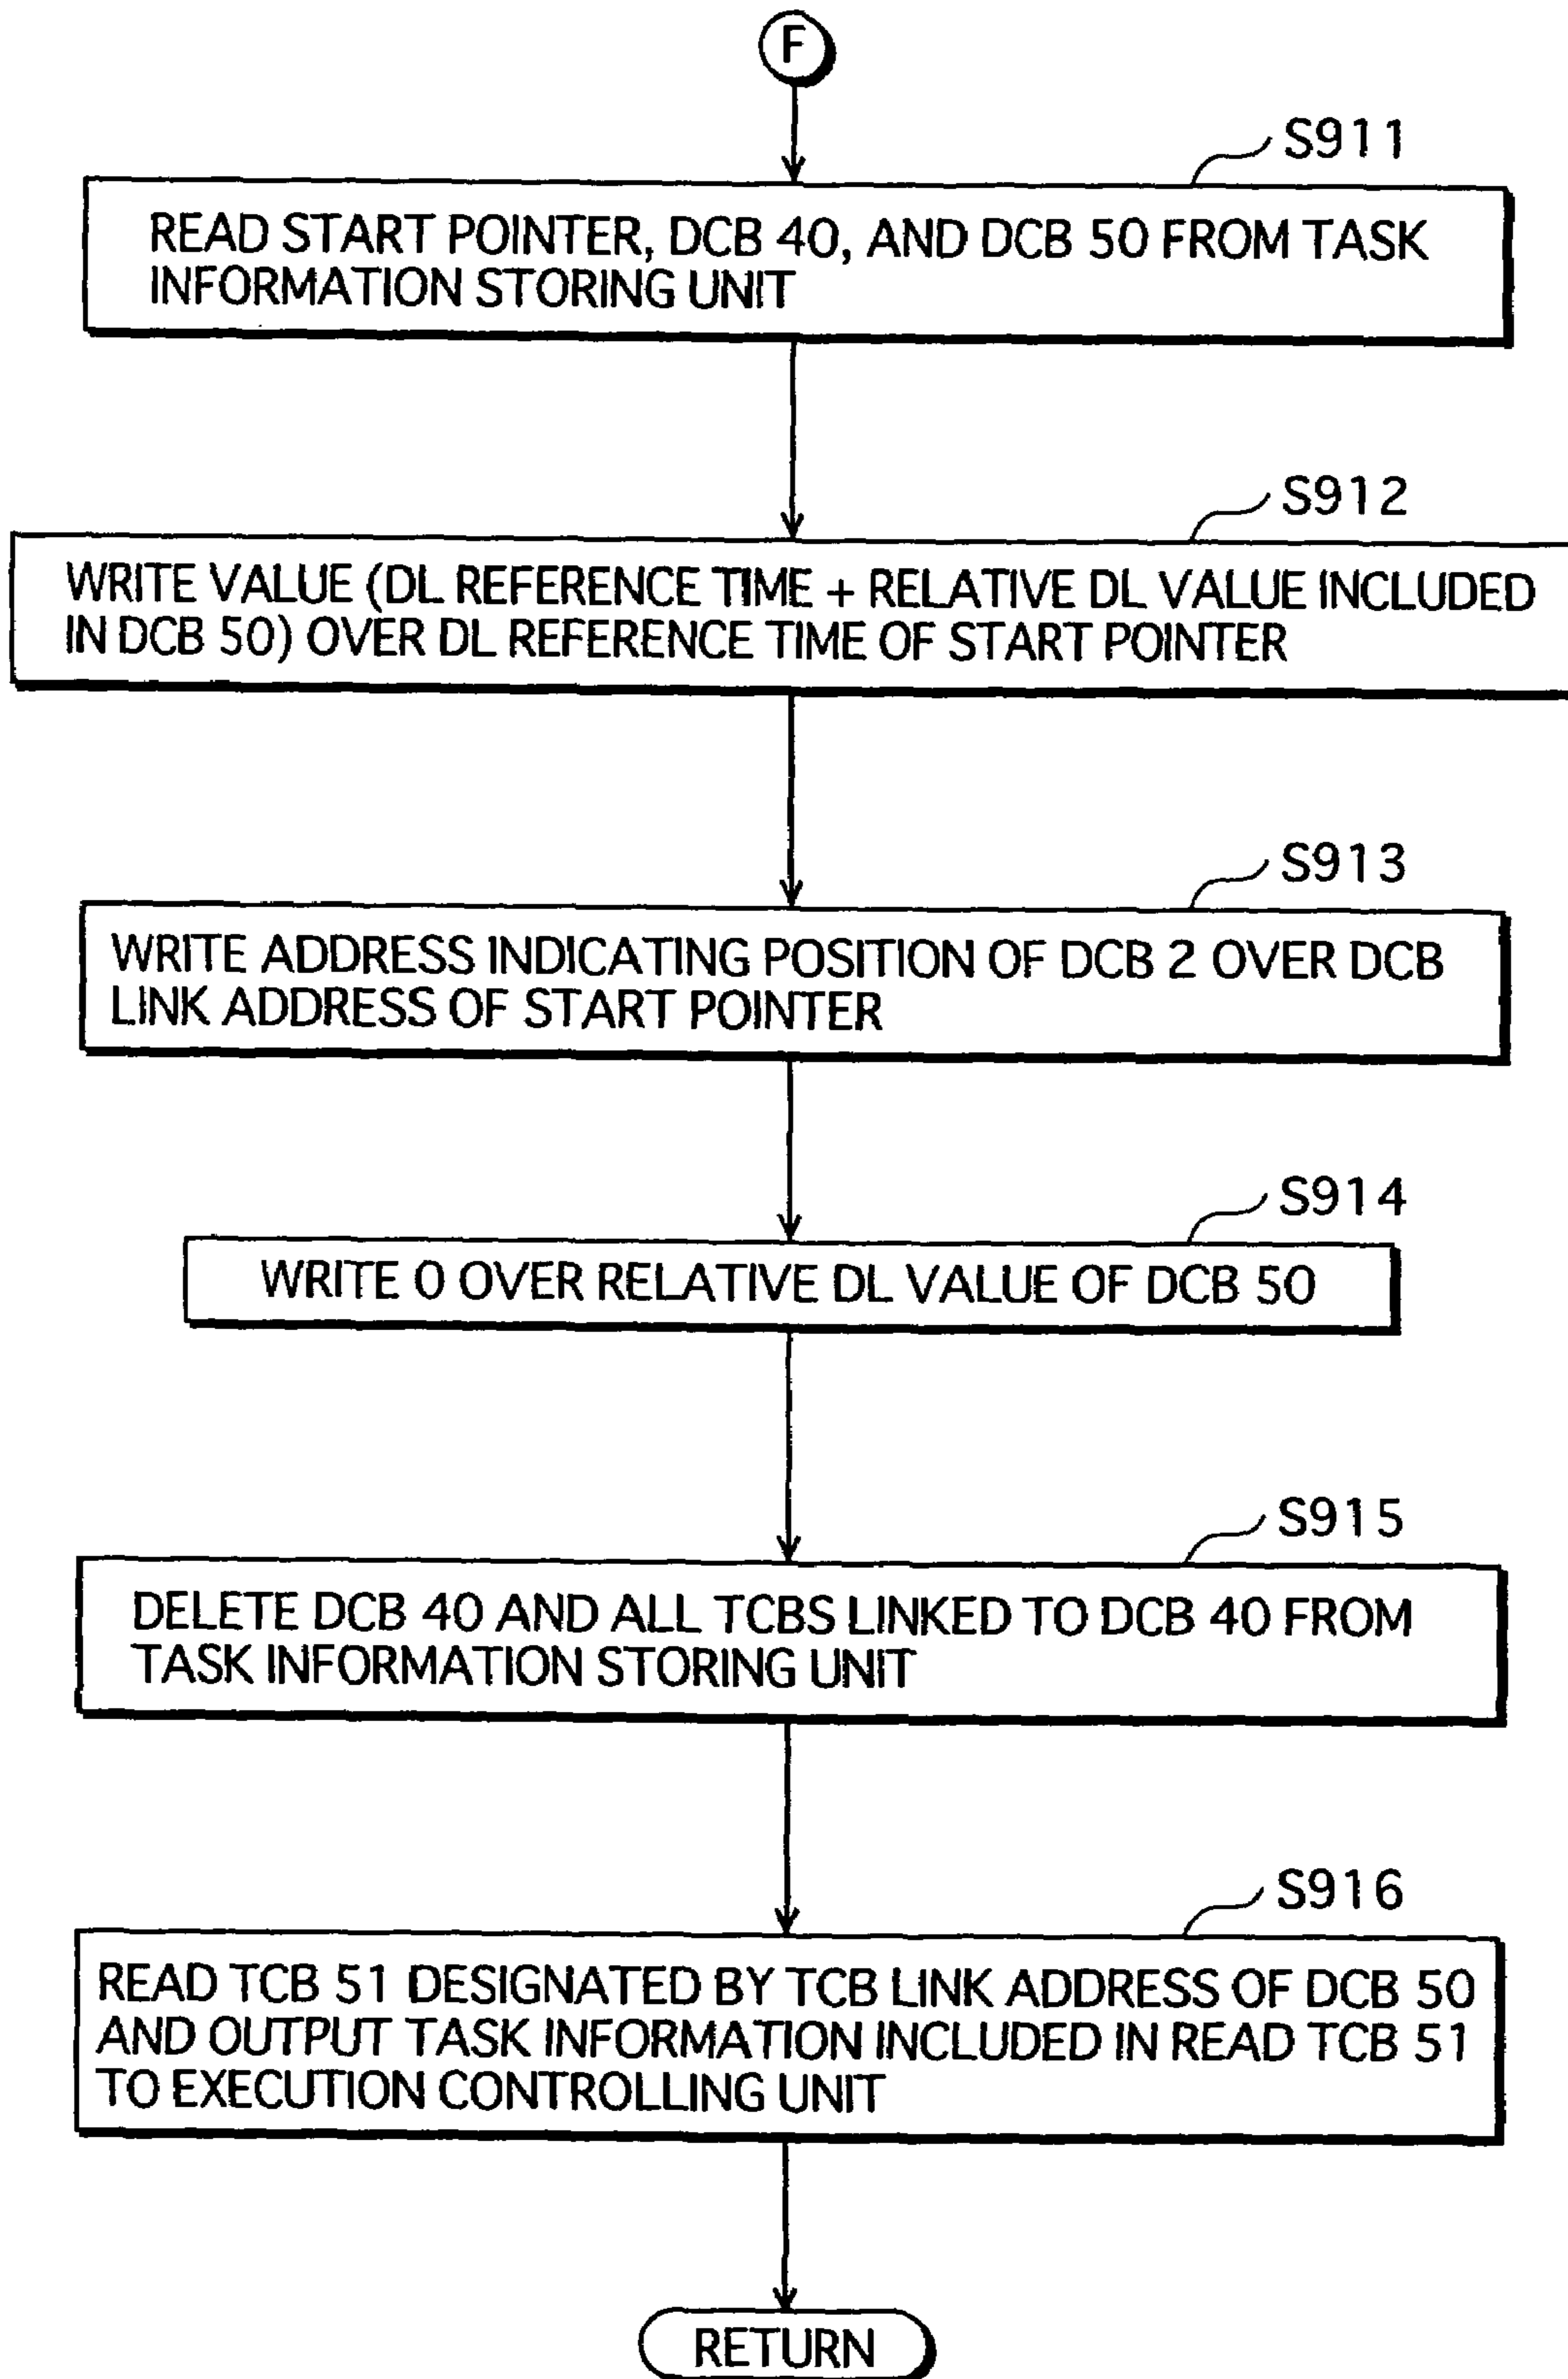 F
S911
READ START POINTER, DCB 40, AND DCB 50 FROM TASK
INFORMATION STORING UNIT
S912
WRITE VALUE (DL REFERENCE TIME + RELATIVE DL VALUE INCLUDED
IN DCB 50) OVER DL REFERENCE TIME OF START POINTER
S913
WRITE ADDRESS INDICATING POSITION OF DCB 2 OVER DCB
LINK ADDRESS OF START POINTER
S914
WRITE 0 OVER RELATIVE DL VALUE OF DCB 50
S915
DELETE DCB 40 AND ALL TCBS LINKED TO DCB 40 FROM
TASK INFORMATION STORING UNIT
S916
READ TCB 51 DESIGNATED BY TCB LINK ADDRESS OF DCB 50
AND OUTPUT TASK INFORMATION INCLUDED IN READ TCB 51
TO EXECUTION CONTROLLING UNIT
RETURN